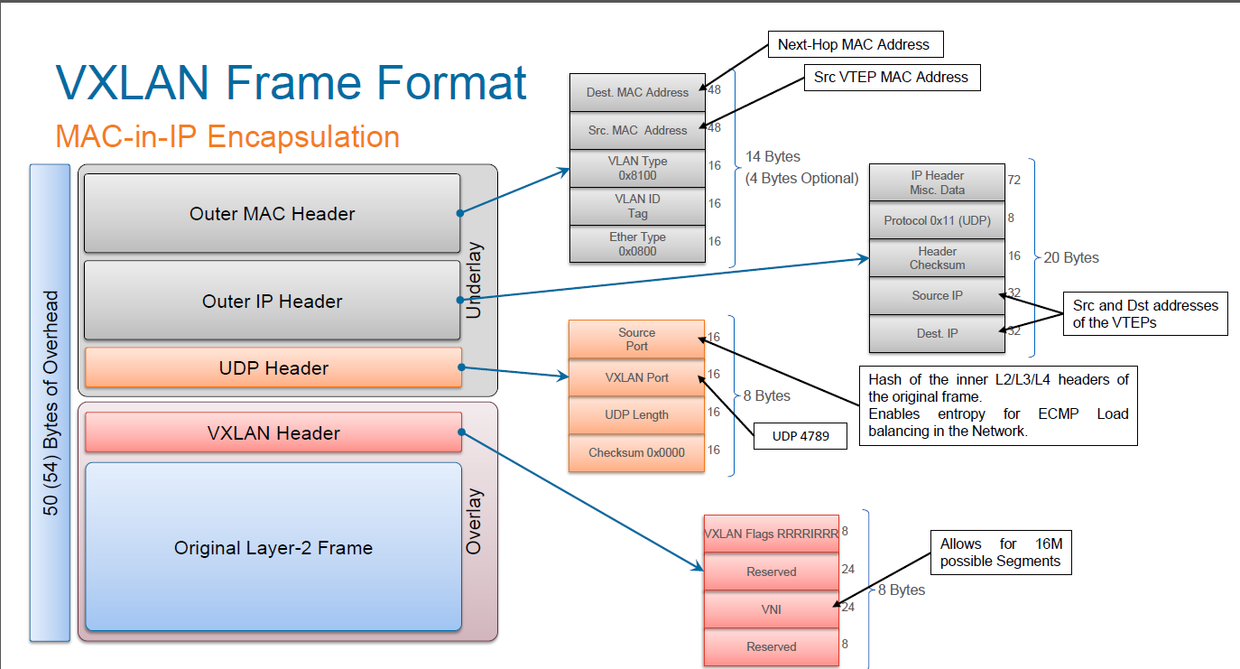 VXLAN Frame Format
MAC-in-IP Encapsulation
50 (54) Bytes of Overhead
Outer MAC Header
Outer IP Header
UDP Header
Underlay
VXLAN Header
Original Layer-2 Frame
Overlay
Next-Hop MAC Address
Src VTEP MAC Address
Dest. MAC Address 48
Src. MAC Address 48
VLAN Type
0x8100
16
VLAN ID
Tag
16
Ether Type
0x0800
16
14 Bytes
(4 Bytes Optional)
IP Header
Misc. Data
72
Protocol 0x11 (UDP) 8
Header
Checksum
16
Source IP 32
Dest. IP 32
20 Bytes
Src and Dst addresses
of the VTEPs
Source
Port
16
VXLAN Port 16
UDP Length 16
Checksum 0x0000 16
8 Bytes
UDP 4789
Hash of the inner L2/L3/L4 headers of
the original frame.
Enables entropy for ECMP Load
balancing in the Network.
VXLAN Flags RRRRIRRR 8
Reserved 24
VNI 24
Reserved 8
8 Bytes
Allows for 16M
possible Segments